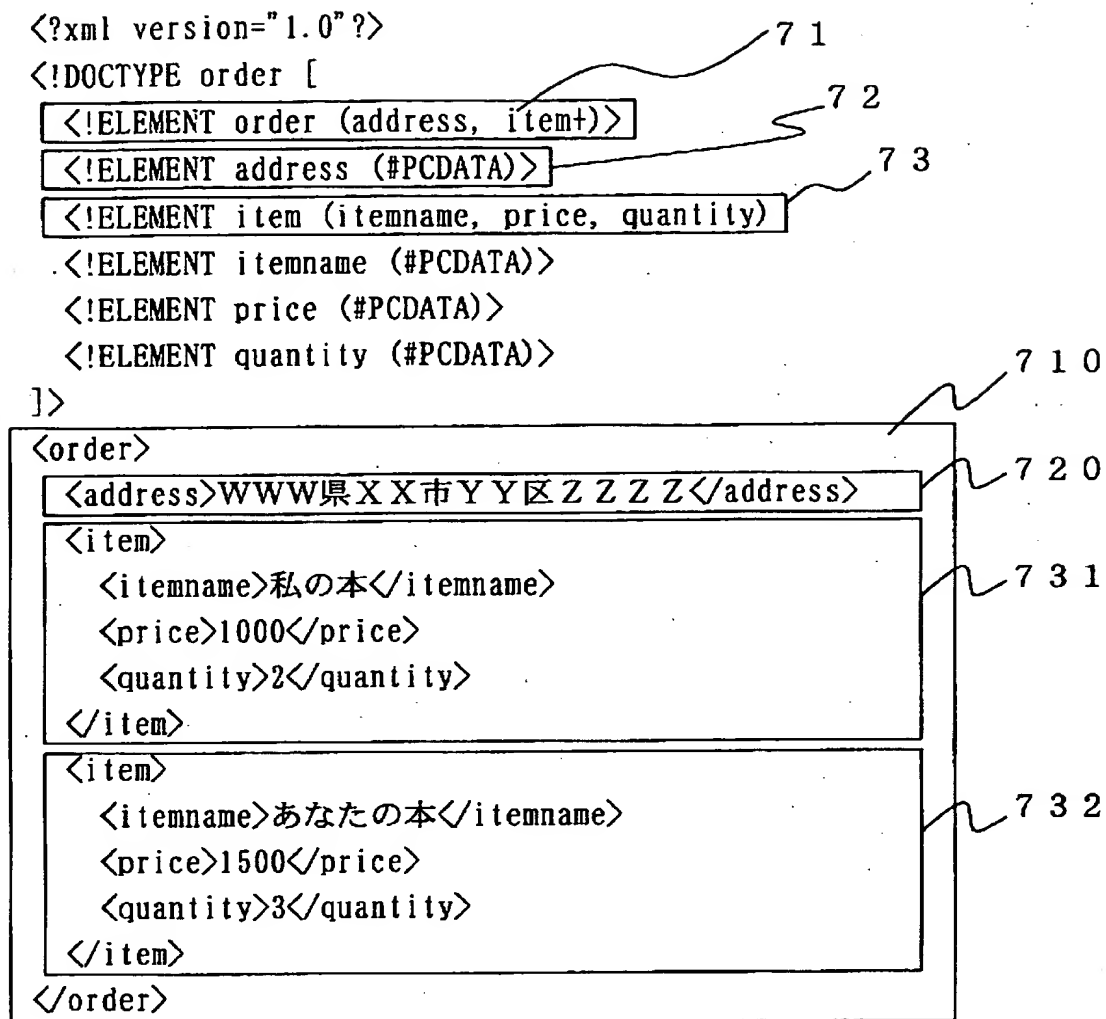 <?xml version="1.0"?>
71
<!DOCTYPE order [
72
<!ELEMENT order (address, item+)>
<!ELEMENT address (#PCDATA)>
73
<!ELEMENT item (itemname, price, quantity)
<!ELEMENT itemname (#PCDATA)>
<!ELEMENT price (#PCDATA)>
<!ELEMENT quantity (#PCDATA)>
710
]>
<order>
720
<address>WWW県XX市YY区ZZZZ</address>
<item>
731
<itemname>私の本</itemname>
<price>1000</price>
<quantity>2</quantity>
</item>
<item>
732
<itemname>あなたの本</itemname>
<price>1500</price>
<quantity>3</quantity>
</item>
</order>